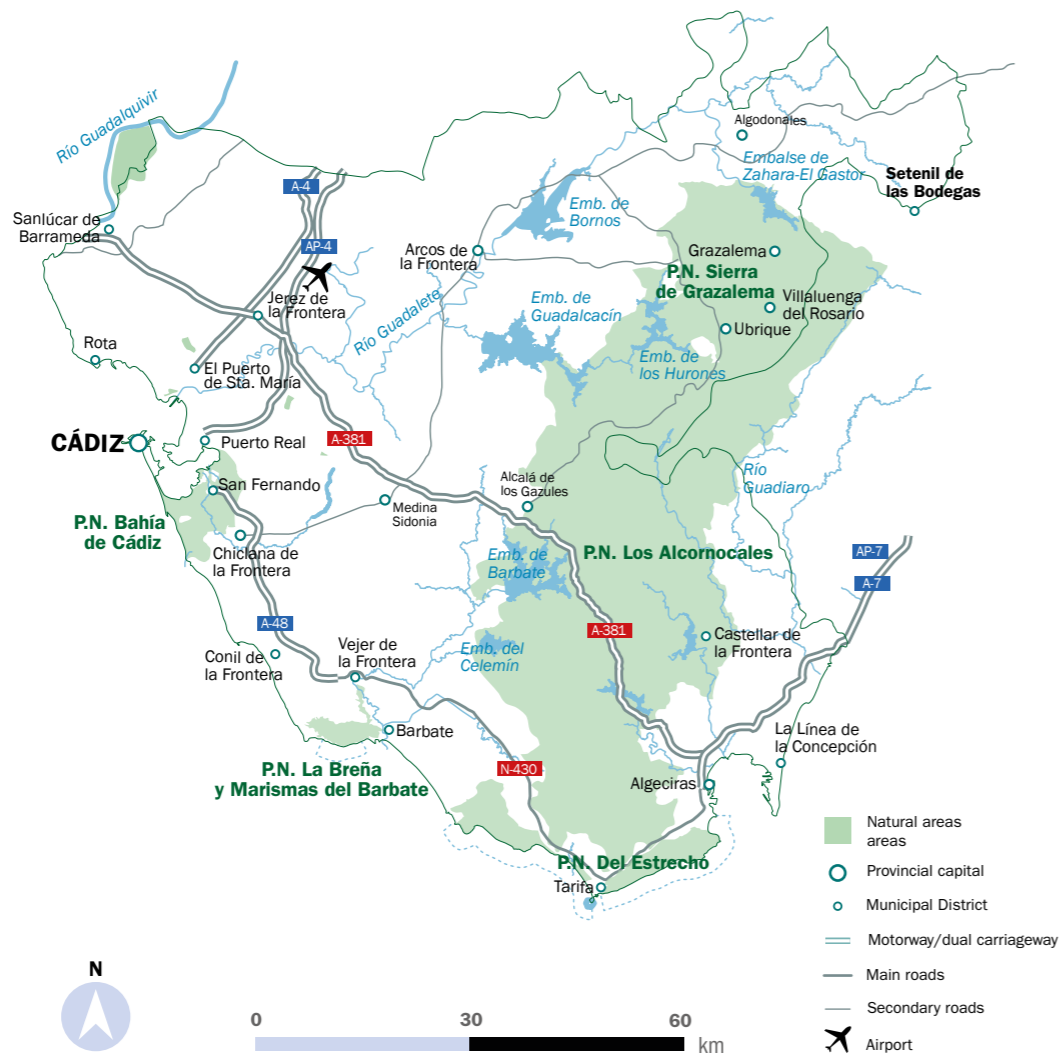 Río Guadalquivir
Algodonales
Embalse de
Zahara-El Gastor
Setenil de
las Bodegas
A-4
Emb. de
Bornos
Sanlúcar de
Barrameda
AP-4
Arcos de
la Frontera
Grazalema
P.N. Sierra
de Grazalema
Jerez de
la Frontera
Río Guadalete
Emb. de
Guadalcacín
Villaluenga
del Rosario
Ubrique
Rota
El Puerto
de Sta. María
Emb. de
los Hurones
CÁDIZ
Puerto Real
A-381
San Fernando
Alcalá de
los Gazules
Río
Guadiaro
Medina
Sidonia
P.N. Bahía
de Cádiz
Chiclana de
la Frontera
Emb. de
Barbate
P.N. Los Alcornocales
AP-7
A-7
A-48
A-381
Castellar de
la Frontera
Vejer de
la Frontera
Emb. del
Celemín
Conil de
la Frontera
Barbate
La Línea de
la Concepción
P.N. La Breña
y Marismas del Barbate
N-430
Algeciras
P.N. Del Estrecho
Tarifa
Natural areas
areas
Provincial capital
Municipal District
Motorway/dual carriageway
Main roads
Secondary roads
Airport
N
0 30 60
km